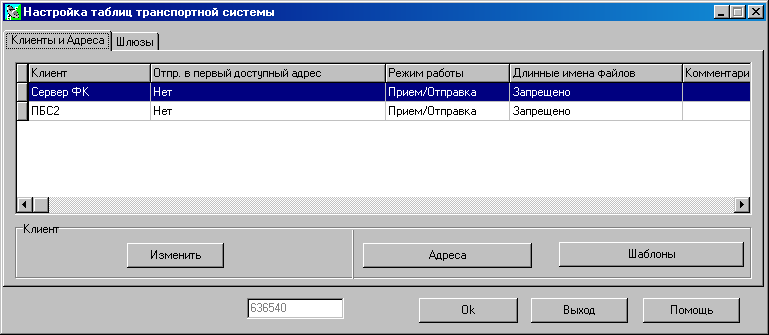 Настройка таблиц транспортной системы
Клиенты и Адреса Шлюзы
Клиент Отпр. в первый доступный адрес Режим работы Длинные имена файлов Комментари
Сервер ФК Нет Прием/Отправка Запрещено
ПБС2 Нет Прием/Отправка Запрещено
Клиент
Изменить Адреса Шаблоны
636540 Ok Выход Помощь